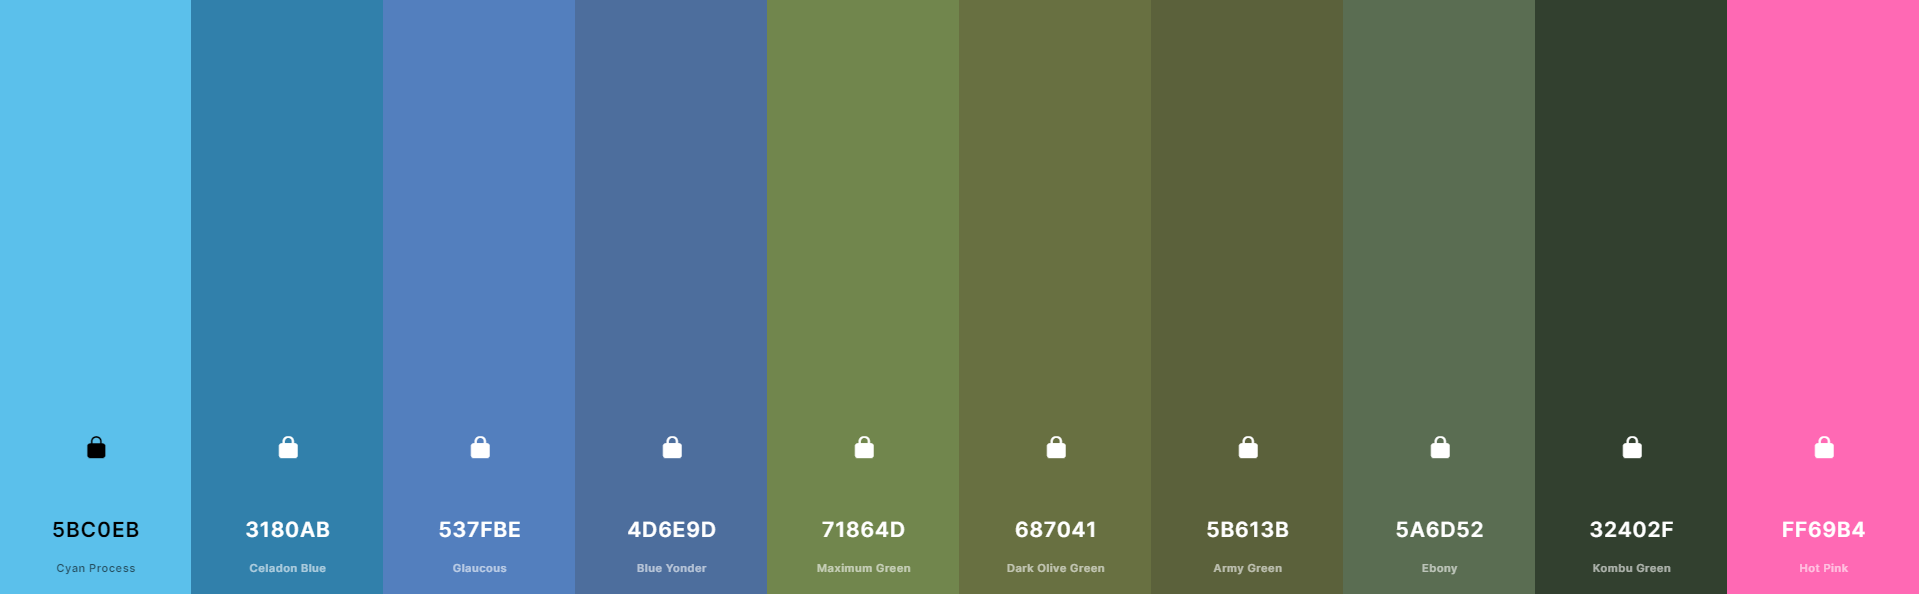 5BC0EB 3180AB 537FBE 4D6E9D 71864D 687041 5B613B 5A6D52 32402F FF69B4
Cyan Process Celadon Blue Glaucous Blue Yonder Maximum Green Dark Olive Green Army Green Ebony Kombu Green Hot Pink